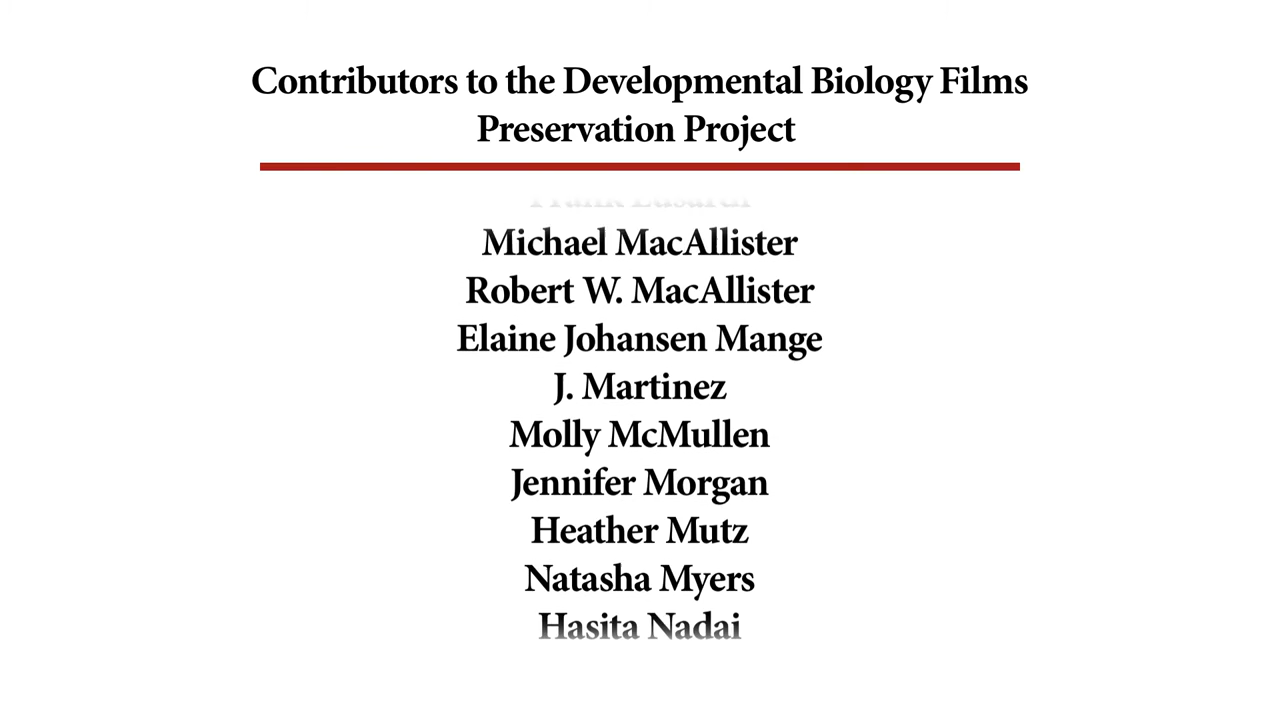 Contributors to the Developmental Biology Films
Preservation Project
Michael MacAllister
Robert W. MacAllister
Elaine Johansen Mange
J. Martinez
Molly McMullen
Jennifer Morgan
Heather Mutz
Natasha Myers
Hasita Nadai